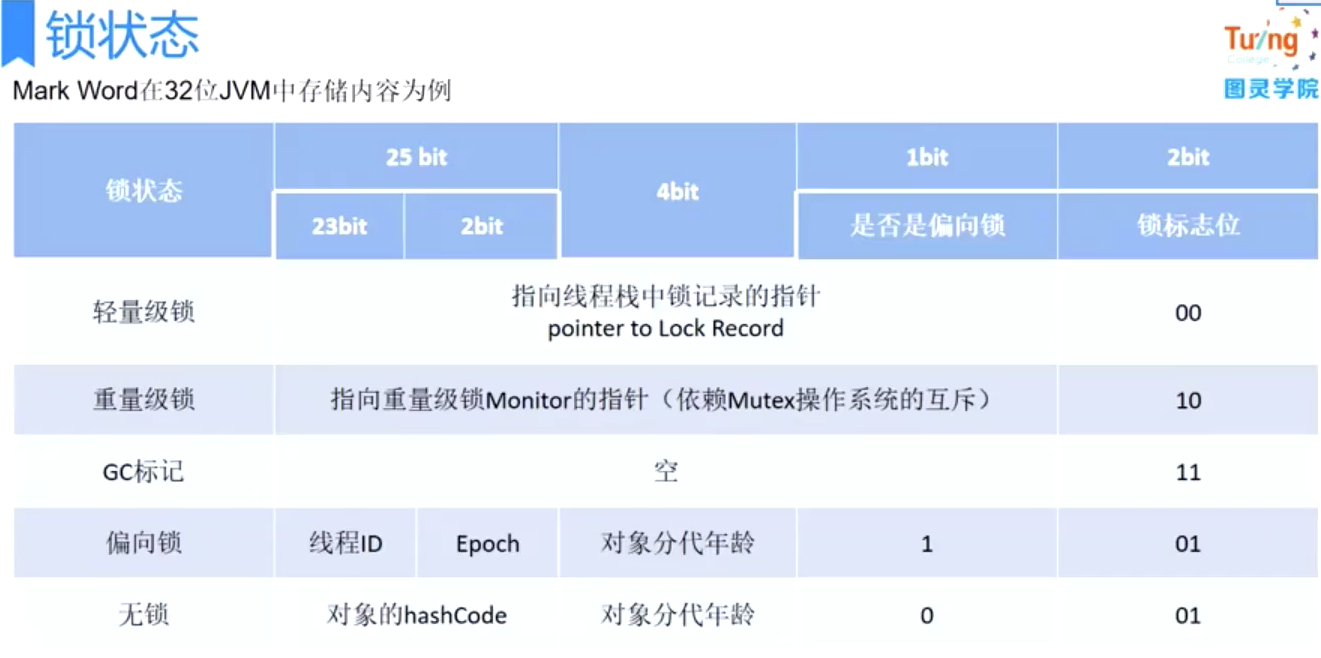 锁状态
Turing
College
图灵学院
Mark Word在32位JVM中存储内容为例
锁状态
25 bit
4bit
1bit
2bit
23bit
2bit
是否是偏向锁
锁标志位
轻量级锁
指向线程栈中锁记录的指针
pointer to Lock Record
00
重量级锁
指向重量级锁Monitor的指针（依赖Mutex操作系统的互斥）
10
GC标记
空
11
偏向锁
线程ID
Epoch
对象分代年龄
1
01
无锁
对象的hashCode
对象分代年龄
0
01